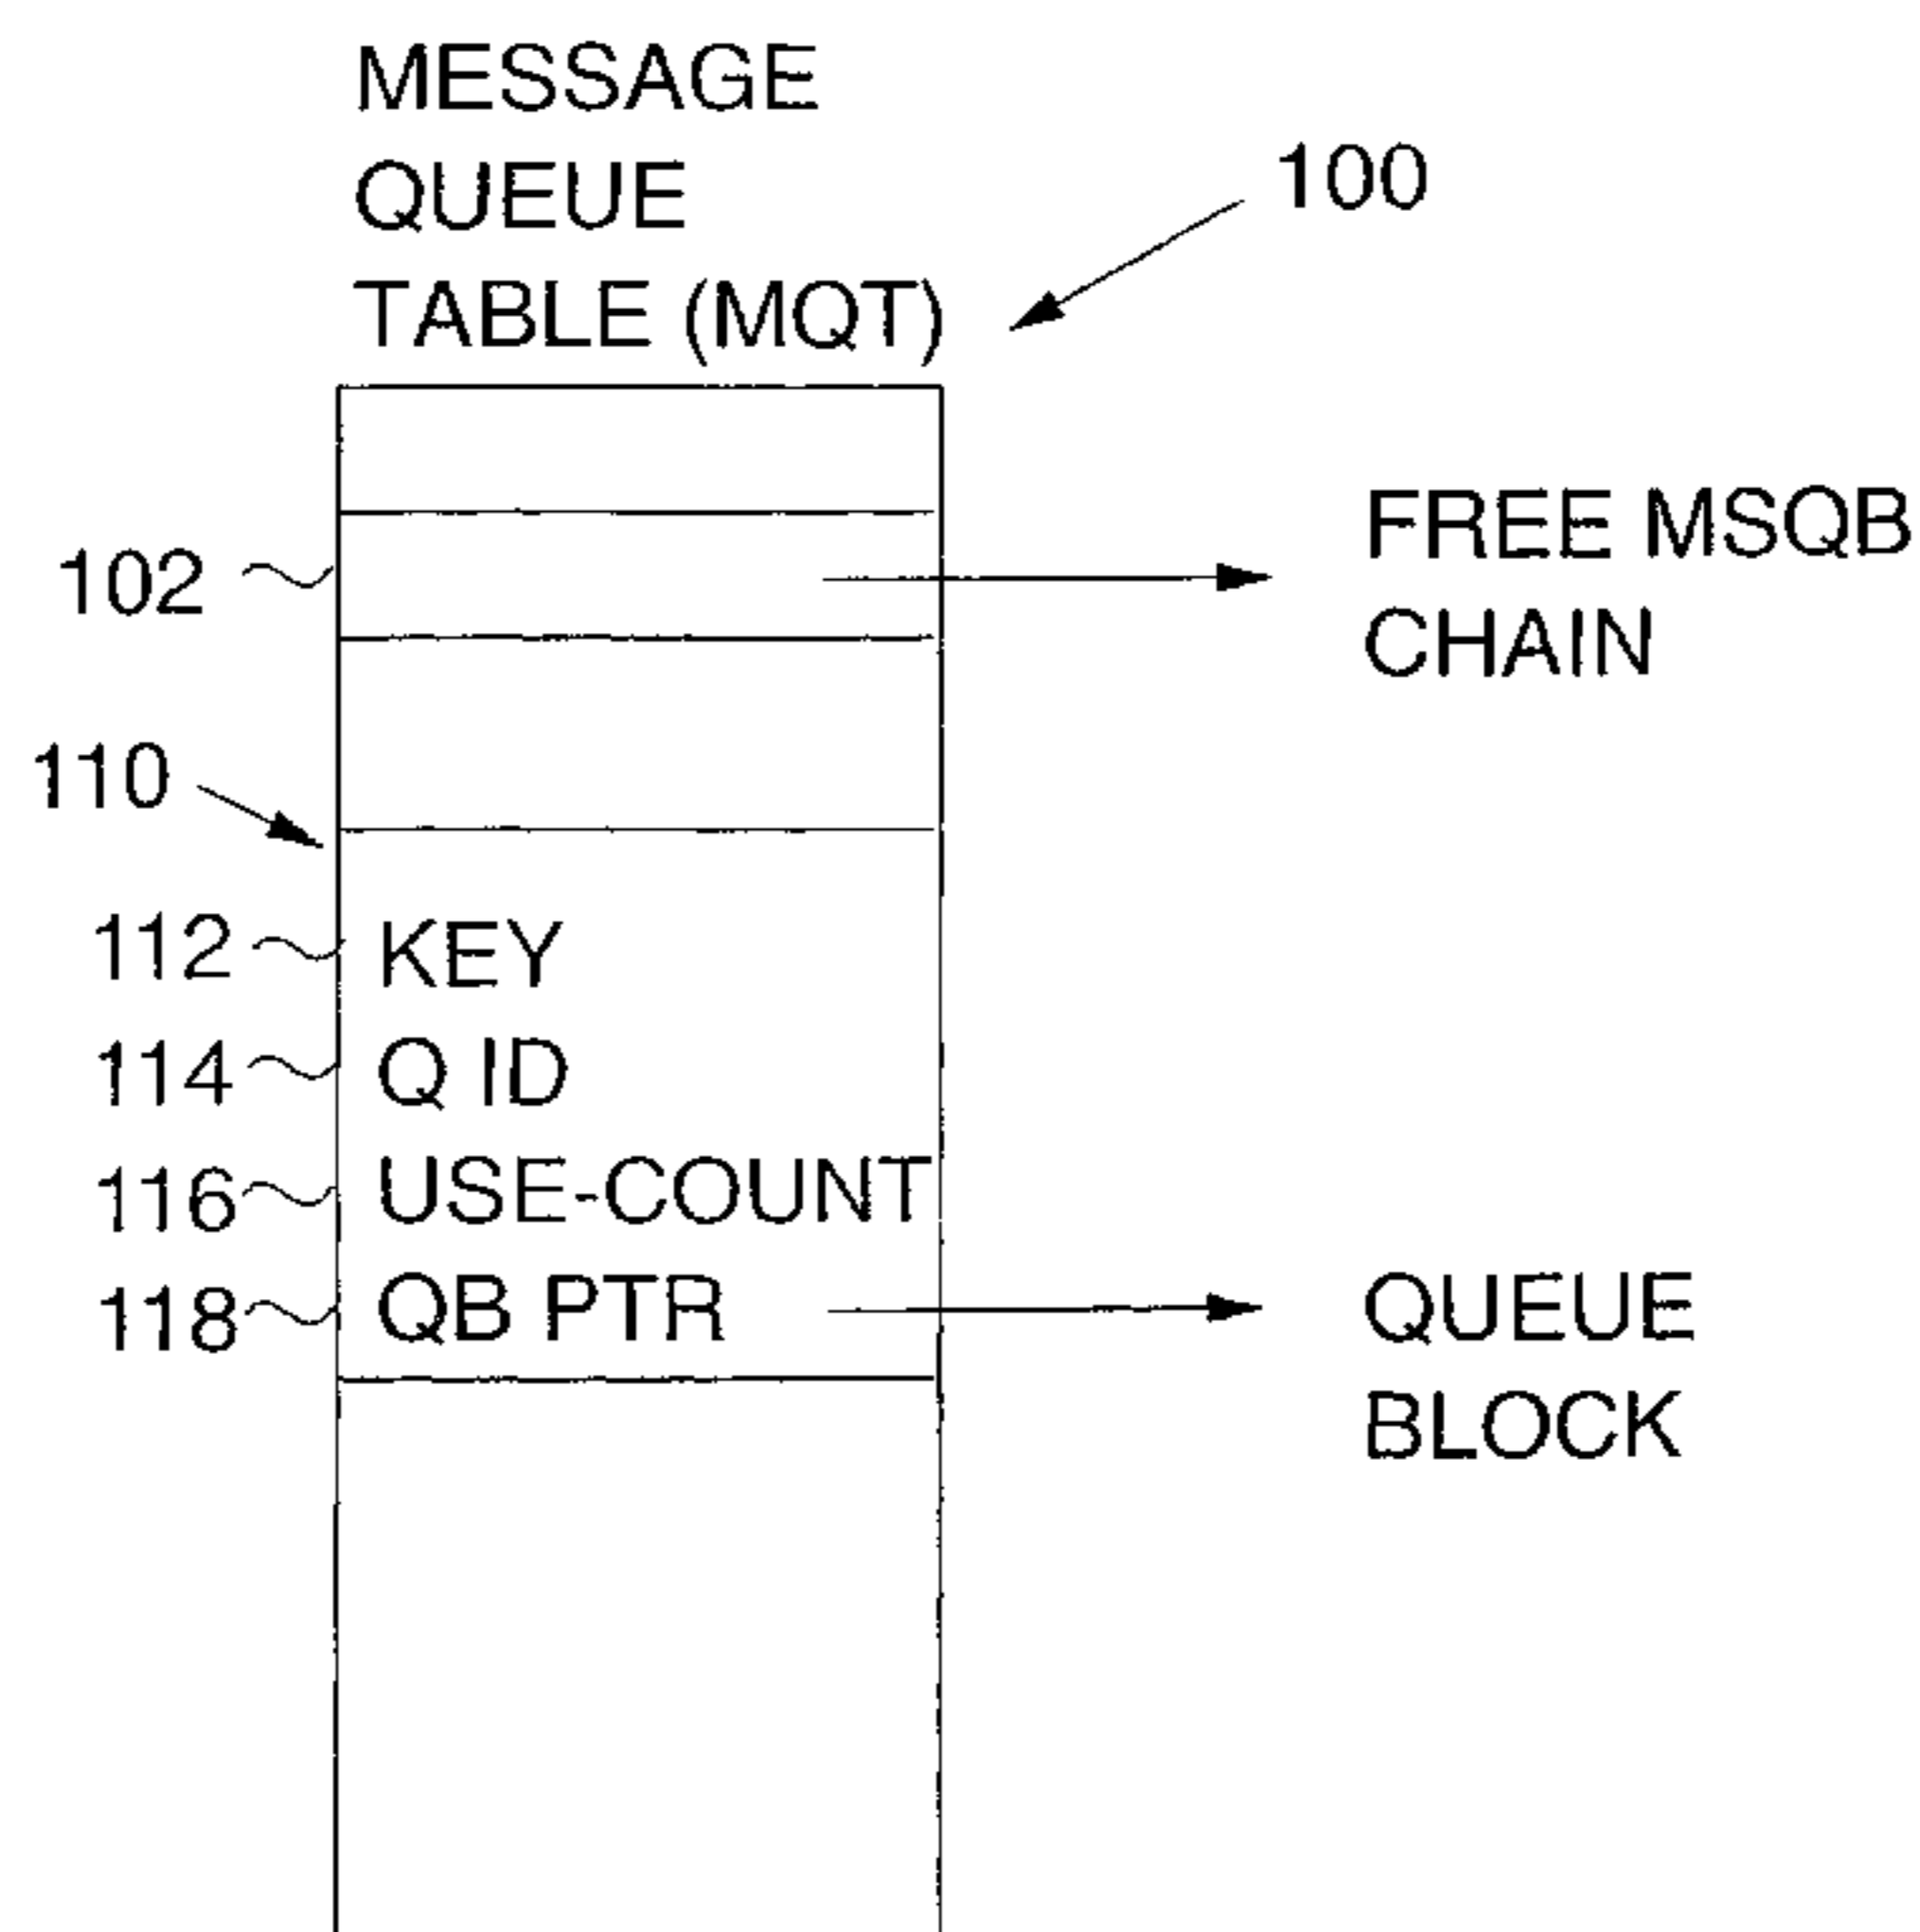 MESSAGE
QUEUE
TABLE (MQT)
100
102
FREE MSQB
CHAIN
110
112 KEY
114 Q ID
116 USE-COUNT
118 QB PTR
QUEUE
BLOCK